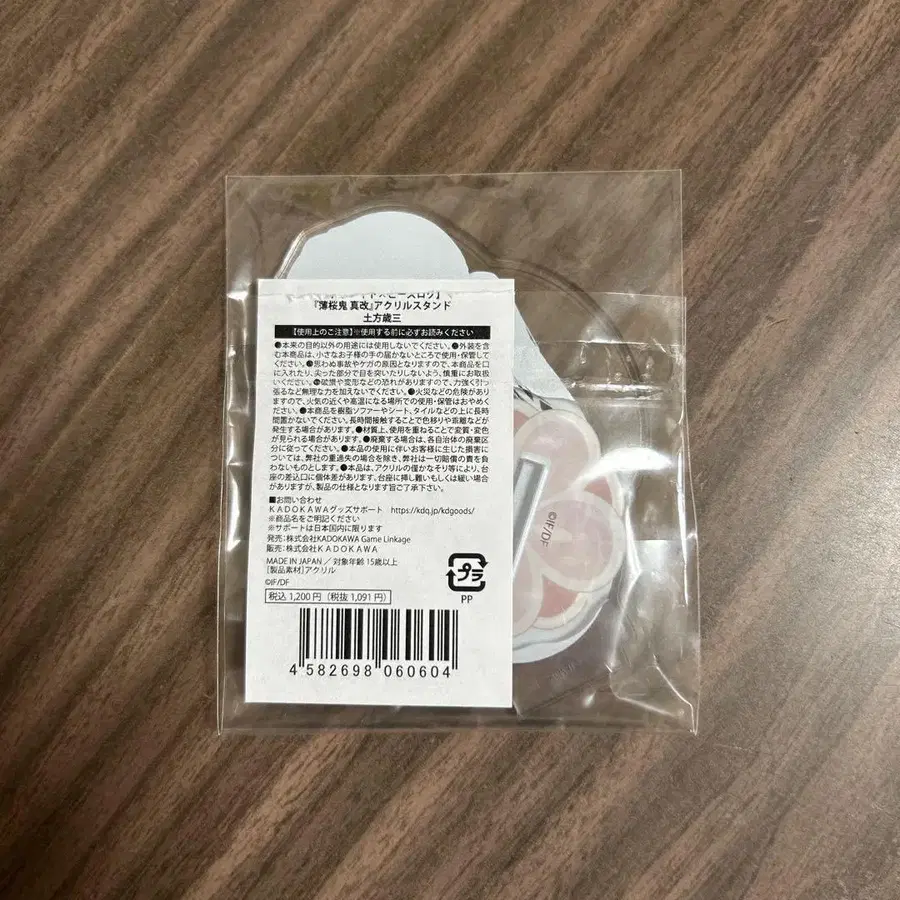 『薄桜鬼 真改』アクリルスタンド
土方歳三
【使用上のご注意】※使用する前に必ずお読みください
●本来の目的以外の用途には使用しないでください。●外装を含
む本商品は、小さなお子様の手の届かないところで使用・保管して
ください。●思わぬ事故やケガの原因となりますので、本商品を口
に入れたり、尖った部分で目を突いたりしないよう、慎重にお取扱
いください。●破損や変形などの恐れがありますので、力強く引っ
張るなど無理な力を加えないでください。●火災などの危険があり
ますので、火気の近くや高温になる場所での使用・保管はおやめく
ださい。●本商品を樹脂ソファーやシート、タイルなどの上に長時
間置かないでください。長時間接触することで色移りや剥離などが
発生する場合があります。●材質上、使用を重ねることで変質・変色
が見られる場合があります。●廃棄する場合は、各自治体の廃棄区
分に従ってください。●本品の使用に伴いお客様に生じた損害に
ついては、弊社の重過失の場合を除き、弊社は一切賠償の責を負
わないものとします。●本品は、アクリルの僅かなそり等により、台
座の差込口に個体差があります。台座に挿し難いもしくは緩い場合
がありますが、製品の仕様となります旨ご了承下さい。
■お問い合わせ
KADOKAWAグッズサポート https://kdq.jp/kdgoods/
※商品名をご明記ください
※サポートは日本国内に限ります
発売：株式会社KADOKAWA Game Linkage
販売：株式会社KADOKAWA
MADE IN JAPAN / 対象年齢 15歳以上
[製品素材]アクリル
©IF/DF
税込 1,200 円（税抜 1,091 円）
プラ
PP
4 582698 060604
©IF/DF